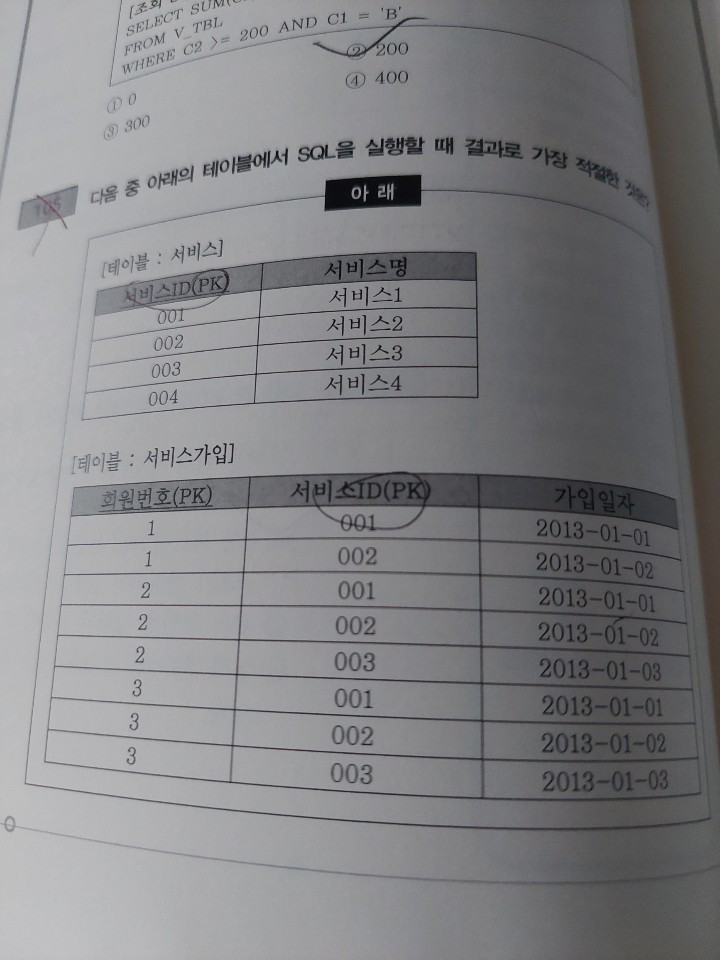 [조회
SELECT SUM(C
FROM V_TBL
WHERE C2 >= 200 AND C1 = 'B'
① 0 ② 200
③ 300 ④ 400
105 다음 중 아래의 테이블에서 SQL을 실행할 때 결과로 가장 적절한 것은?
아 래
[테이블 : 서비스]
서비스ID(PK) 서비스명
001 서비스1
002 서비스2
003 서비스3
004 서비스4
[테이블 : 서비스가입]
회원번호(PK) 서비스ID(PK) 가입일자
1 001 2013-01-01
1 002 2013-01-02
2 001 2013-01-01
2 002 2013-01-02
2 003 2013-01-03
3 001 2013-01-01
3 002 2013-01-02
3 003 2013-01-03